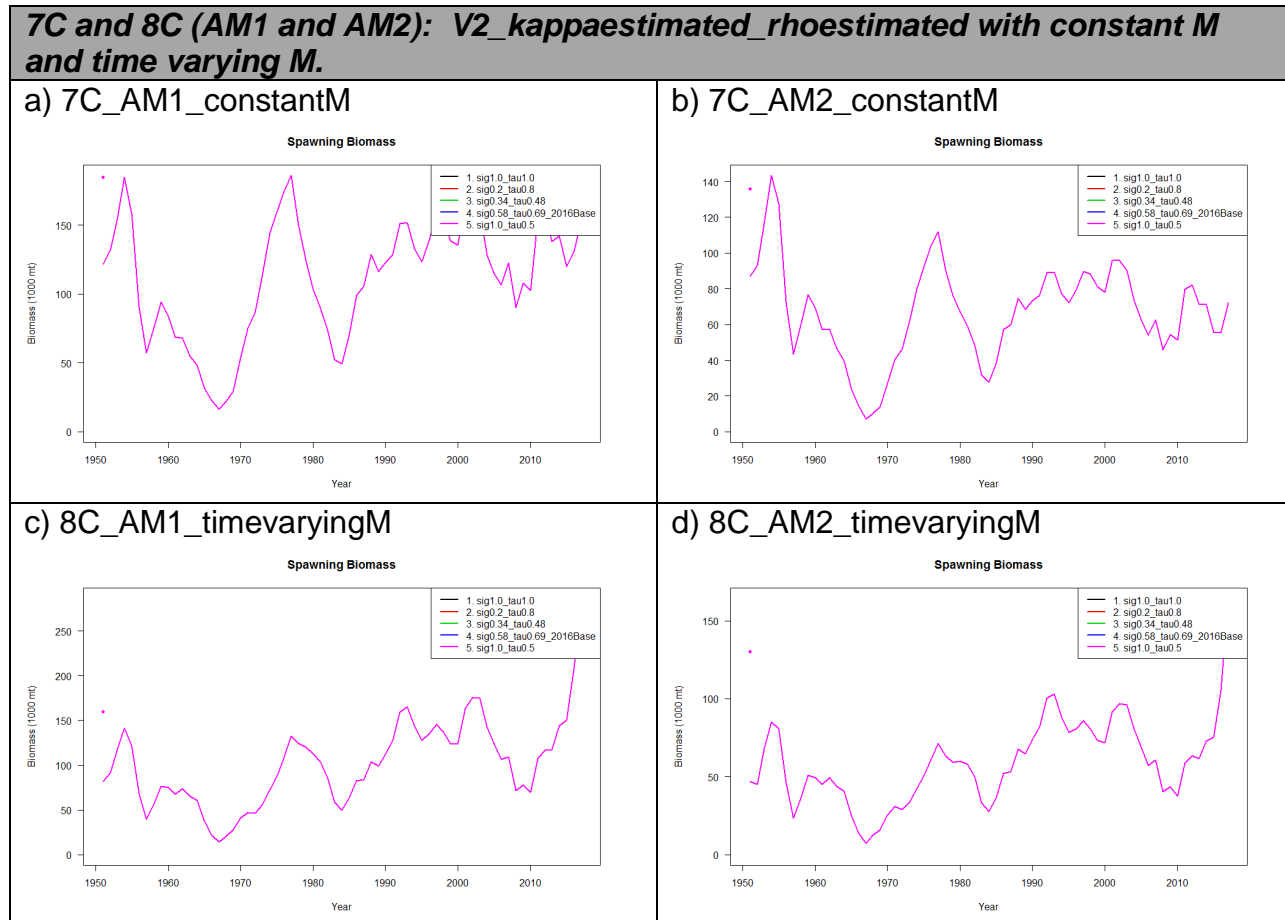 7C and 8C (AM1 and AM2): V2_kappaestimated_rhoestimated with constant M
and time varying M.
a) 7C_AM1_constantM
Spawning Biomass
1. sig1.0_tau1.0
2. sig0.2_tau0.8
3. sig0.34_tau0.48
4. sig0.58_tau0.69_2016Base
5. sig1.0_tau0.5
Biomass (1000 mt)
150
100
50
0
1950 1960 1970 1980 1990 2000 2010
Year
b) 7C_AM2_constantM
Spawning Biomass
1. sig1.0_tau1.0
2. sig0.2_tau0.8
3. sig0.34_tau0.48
4. sig0.58_tau0.69_2016Base
5. sig1.0_tau0.5
Biomass (1000 mt)
140
120
100
80
60
40
20
0
1950 1960 1970 1980 1990 2000 2010
Year
c) 8C_AM1_timevaryingM
Spawning Biomass
1. sig1.0_tau1.0
2. sig0.2_tau0.8
3. sig0.34_tau0.48
4. sig0.58_tau0.69_2016Base
5. sig1.0_tau0.5
Biomass (1000 mt)
250
200
150
100
50
0
1950 1960 1970 1980 1990 2000 2010
Year
d) 8C_AM2_timevaryingM
Spawning Biomass
1. sig1.0_tau1.0
2. sig0.2_tau0.8
3. sig0.34_tau0.48
4. sig0.58_tau0.69_2016Base
5. sig1.0_tau0.5
Biomass (1000 mt)
150
100
50
0
1950 1960 1970 1980 1990 2000 2010
Year